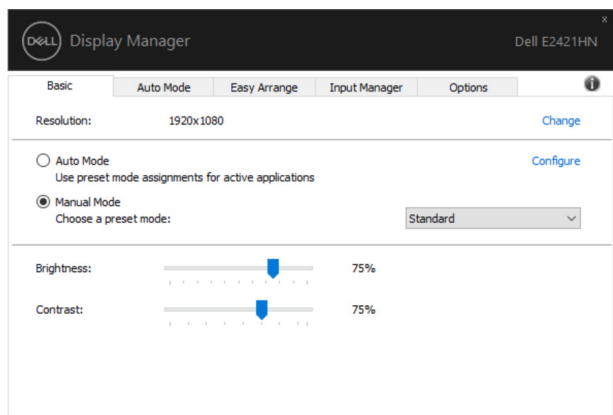 x
DELL Display Manager Dell E2421HN
Basic Auto Mode Easy Arrange Input Manager Options i
Resolution: 1920x1080 Change
Auto Mode Configure
Use preset mode assignments for active applications
Manual Mode
Choose a preset mode: Standard
Brightness: 75%
Contrast: 75%